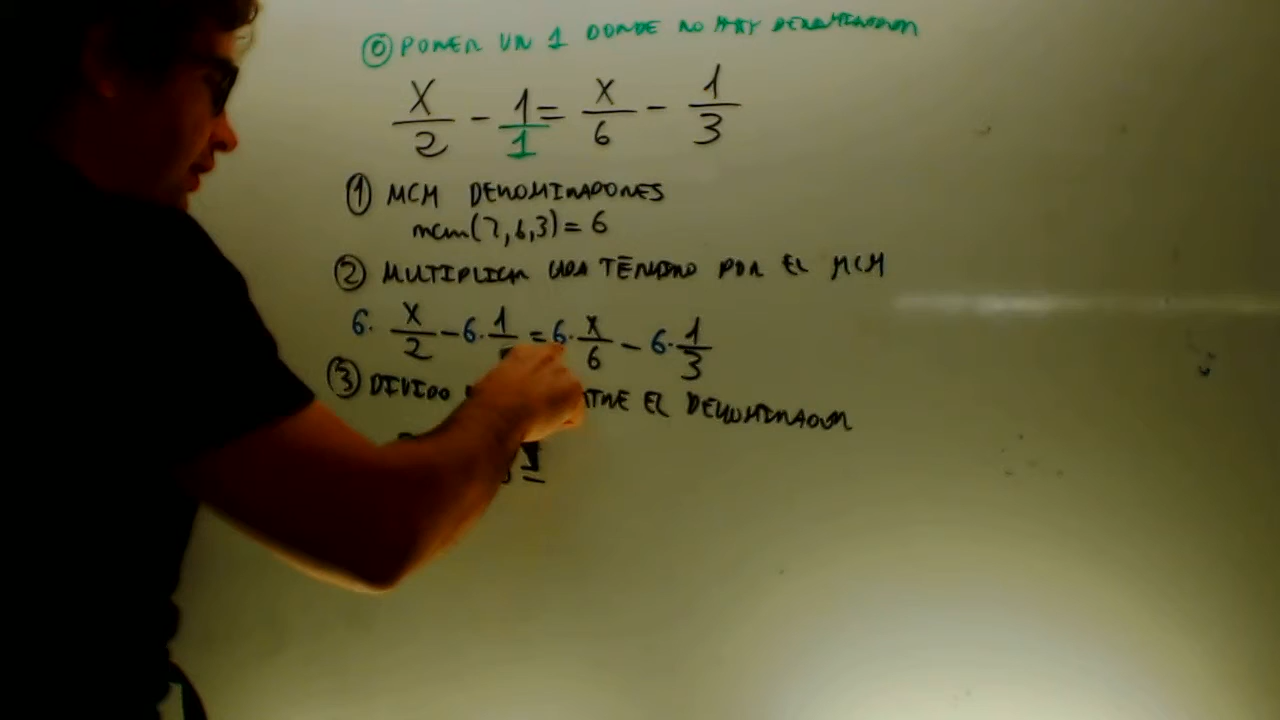 ⓪ PONER UN 1 DONDE NO HAY DENOMINADOR
x/2 - 1/1 = x/6 - 1/3
① MCM DENOMINADORES
mcm(2,6,3)=6
② MULTIPLICAR CADA TÉRMINO POR EL MCM
6· x/2 - 6· 1/ = 6· x/6 - 6· 1/3
③ DIVIDO EL DENOMINADOR